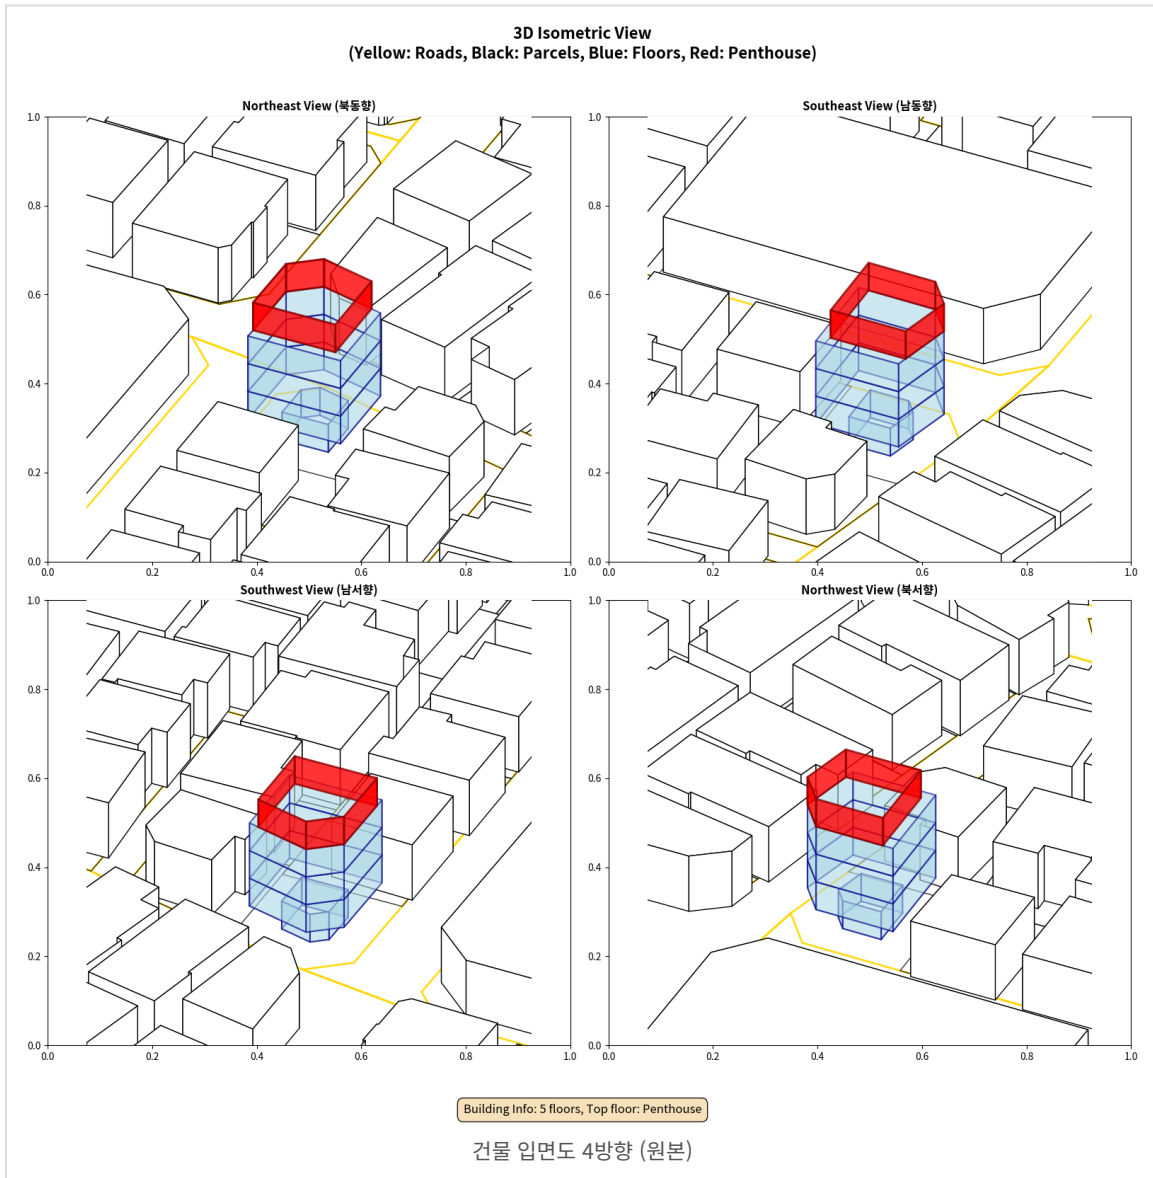 3D Isometric View
(Yellow: Roads, Black: Parcels, Blue: Floors, Red: Penthouse)
Northeast View (북동향)
1.0
0.8
0.6
0.4
0.2
0.0
0.0 0.2 0.4 0.6 0.8 1.0
Southeast View (남동향)
1.0
0.8
0.6
0.4
0.2
0.0
0.0 0.2 0.4 0.6 0.8 1.0
Southwest View (남서향)
1.0
0.8
0.6
0.4
0.2
0.0
0.0 0.2 0.4 0.6 0.8 1.0
Northwest View (북서향)
1.0
0.8
0.6
0.4
0.2
0.0
0.0 0.2 0.4 0.6 0.8 1.0
Building Info: 5 floors, Top floor: Penthouse
건물 입면도 4방향 (원본)